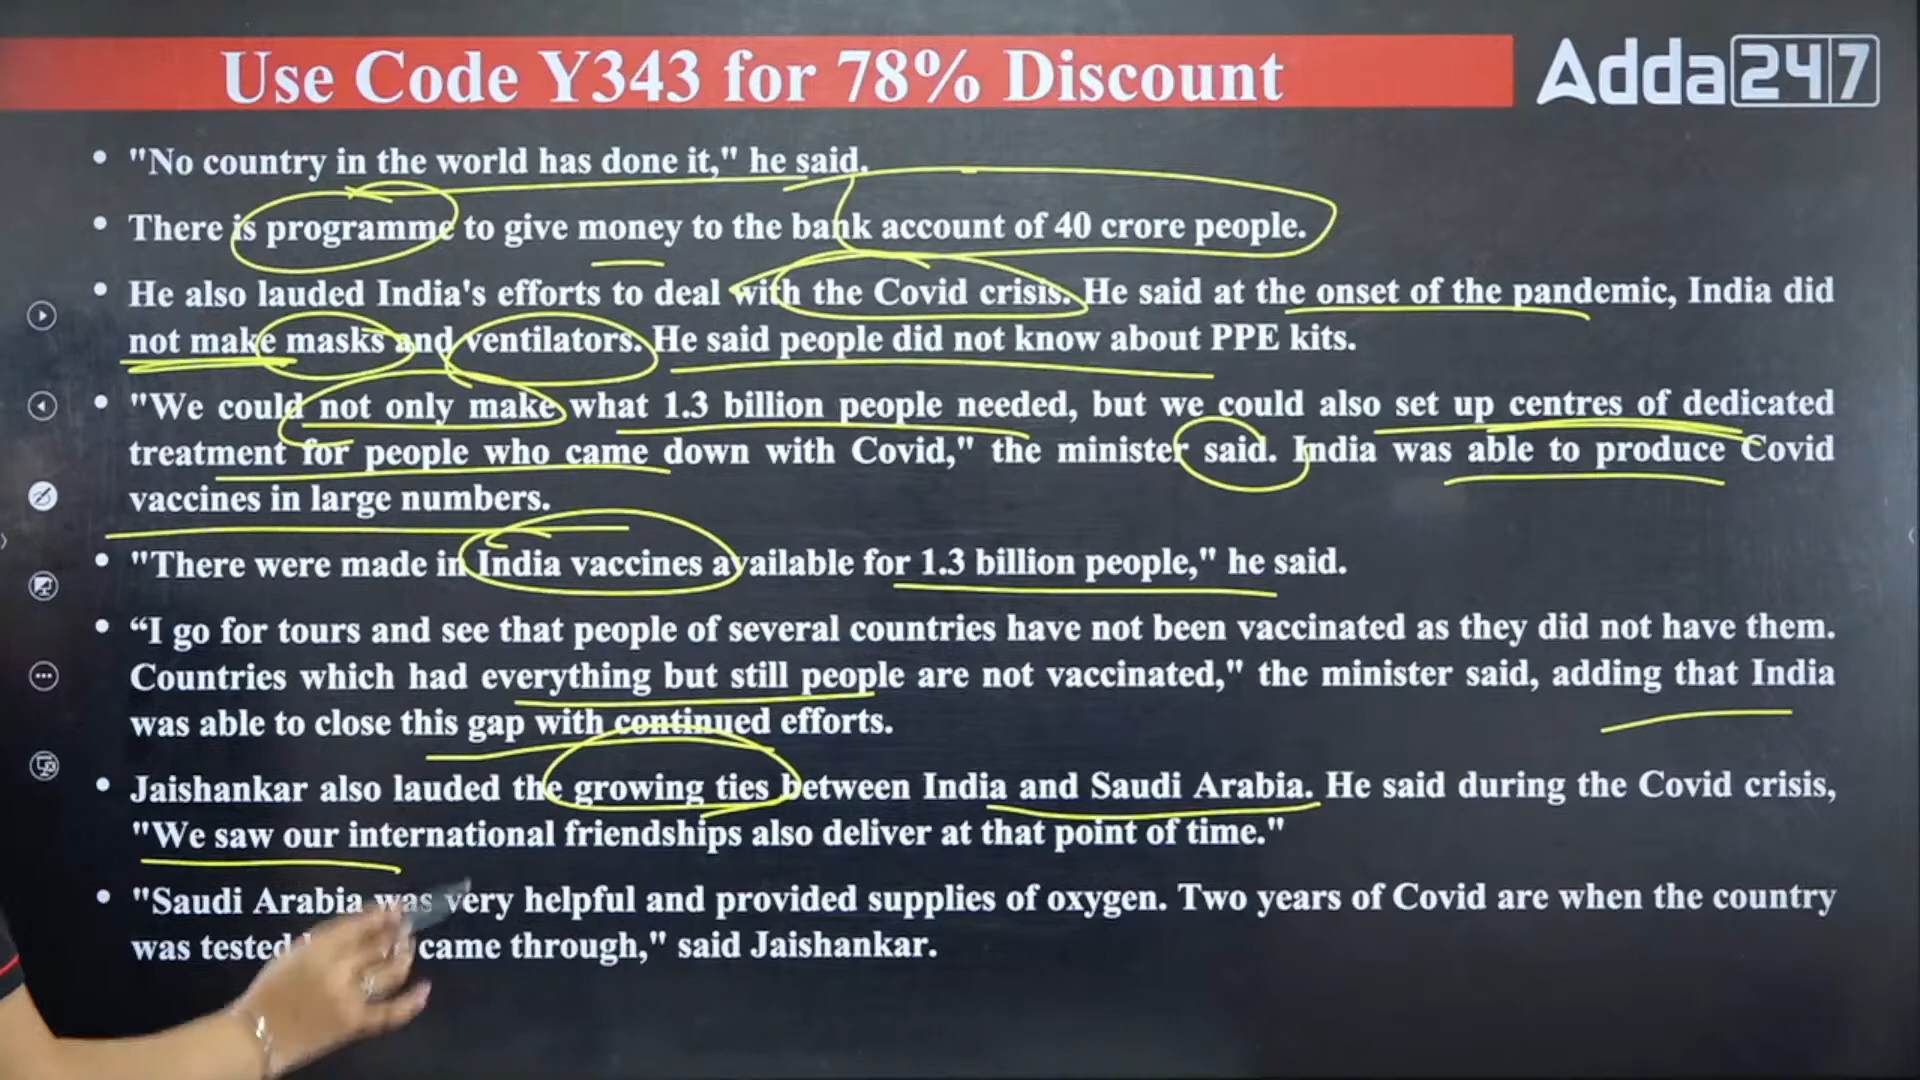 Use Code Y343 for 78% Discount
Adda247
• "No country in the world has done it," he said.
• There is programme to give money to the bank account of 40 crore people.
• He also lauded India's efforts to deal with the Covid crisis. He said at the onset of the pandemic, India did
not make masks and ventilators. He said people did not know about PPE kits.
• "We could not only make what 1.3 billion people needed, but we could also set up centres of dedicated
treatment for people who came down with Covid," the minister said. India was able to produce Covid
vaccines in large numbers.
• "There were made in India vaccines available for 1.3 billion people," he said.
• “I go for tours and see that people of several countries have not been vaccinated as they did not have them.
Countries which had everything but still people are not vaccinated," the minister said, adding that India
was able to close this gap with continued efforts.
• Jaishankar also lauded the growing ties between India and Saudi Arabia. He said during the Covid crisis,
"We saw our international friendships also deliver at that point of time."
• "Saudi Arabia was very helpful and provided supplies of oxygen. Two years of Covid are when the country
was tested came through," said Jaishankar.